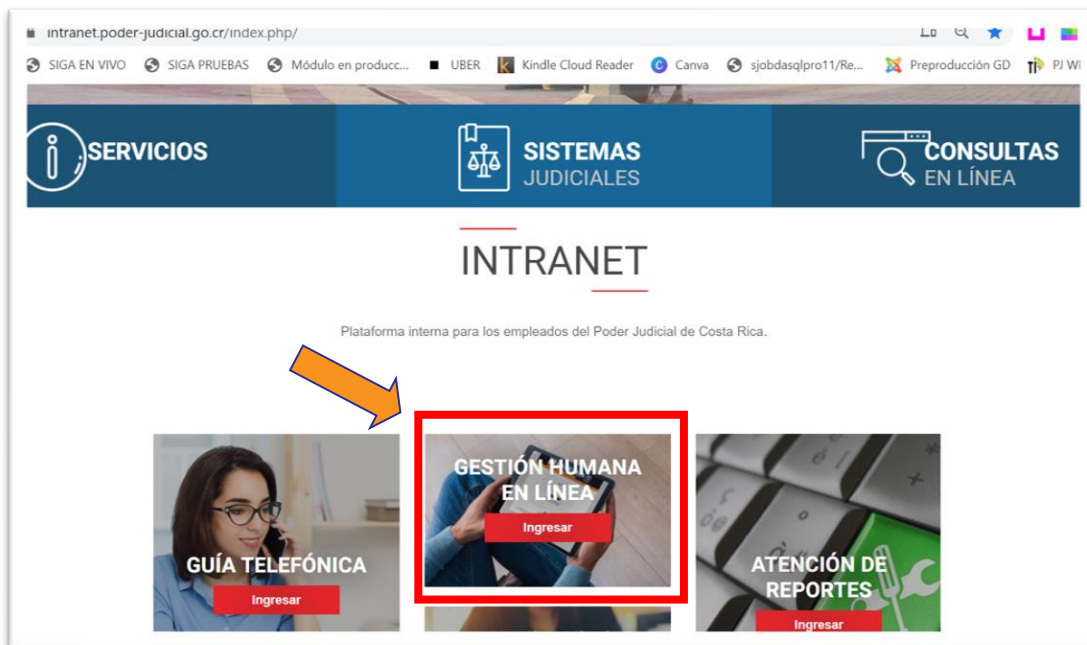 intranet.poder-judicial.go.cr/index.php/
SIGA EN VIVO SIGA PRUEBAS Módulo en producc... UBER Kindle Cloud Reader Canva sjobdasqlpro11/Re... Preproducción GD PJ WI
SERVICIOS
SISTEMAS
JUDICIALES
CONSULTAS
EN LÍNEA
INTRANET
Plataforma interna para los empleados del Poder Judicial de Costa Rica.
GUÍA TELEFÓNICA
Ingresar
GESTIÓN HUMANA
EN LÍNEA
Ingresar
ATENCIÓN DE
REPORTES
Ingresar